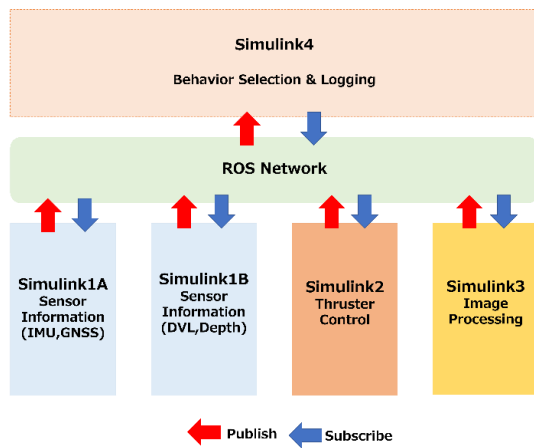 Simulink4
Behavior Selection & Logging
ROS Network
Simulink1A
Sensor
Information
(IMU,GNSS)
Simulink1B
Sensor
Information
(DVL,Depth)
Simulink2
Thruster
Control
Simulink3
Image
Processing
Publish
Subscribe